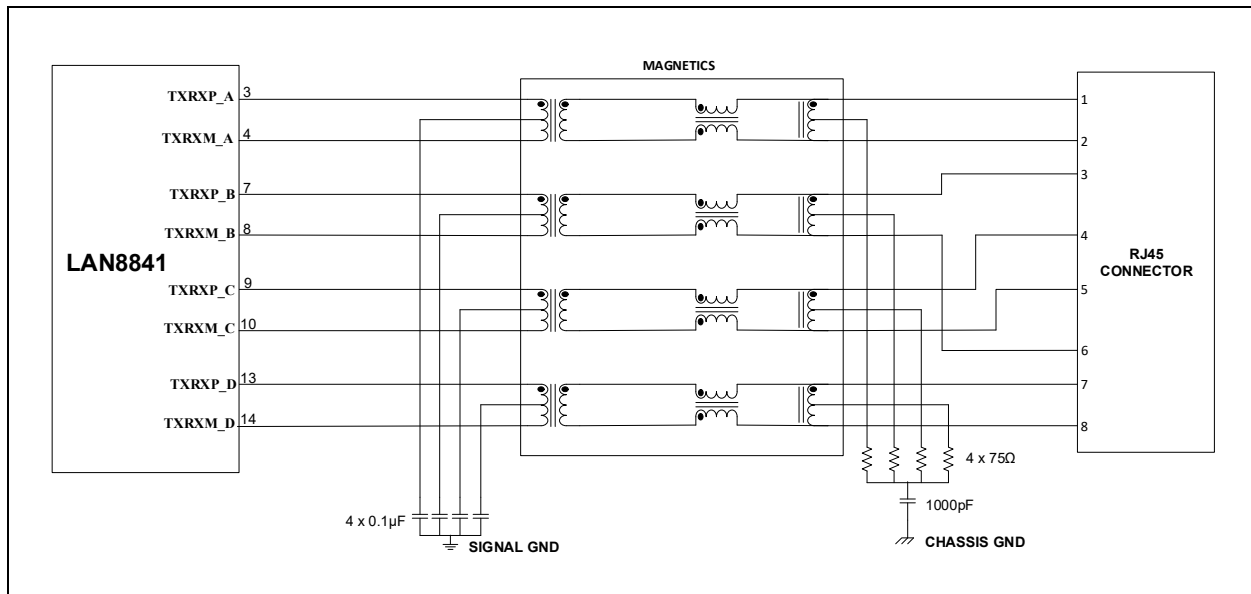 MAGNETICS
LAN8841
TXRXP_A 3
TXRXM_A 4
TXRXP_B 7
TXRXM_B 8
TXRXP_C 9
TXRXM_C 10
TXRXP_D 13
TXRXM_D 14
1
2
3
4
5
6
7
8
RJ45
CONNECTOR
4 x 75Ω
1000pF
CHASSIS GND
4 x 0.1µF
SIGNAL GND